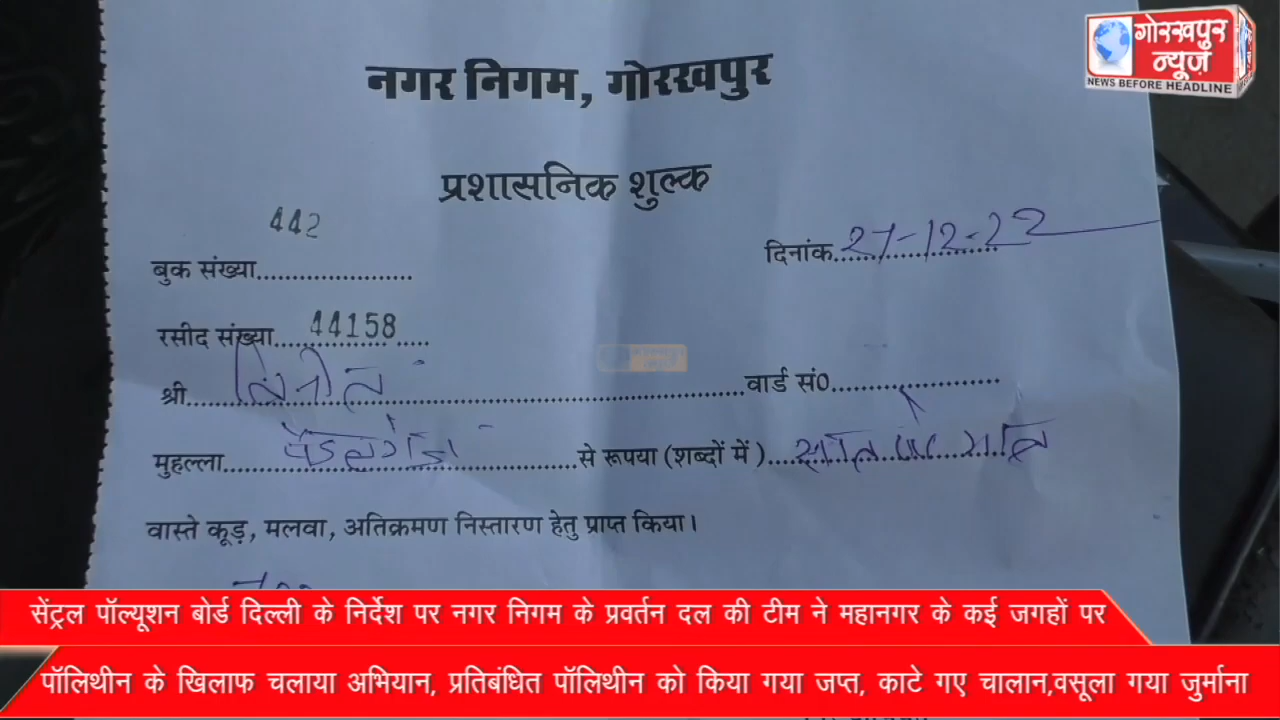 गोरखपुर
न्यूज़
NEWS BEFORE HEADLINE
नगर निगम, गोरखपुर
प्रशासनिक शुल्क
442
बुक संख्या.................... दिनांक 27-12-22
रसीद संख्या 44158
श्री विनीत वार्ड सं0....................
मुहल्ला पैडलेगंज से रूपया (शब्दों में) सात सौ मात्र
वास्ते कूड़, मलवा, अतिक्रमण निस्तारण हेतु प्राप्त किया।
सेंट्रल पॉल्यूशन बोर्ड दिल्ली के निर्देश पर नगर निगम के प्रवर्तन दल की टीम ने महानगर के कई जगहों पर
पॉलिथीन के खिलाफ चलाया अभियान, प्रतिबंधित पॉलिथीन को किया गया जप्त, काटे गए चालान,वसूला गया जुर्माना